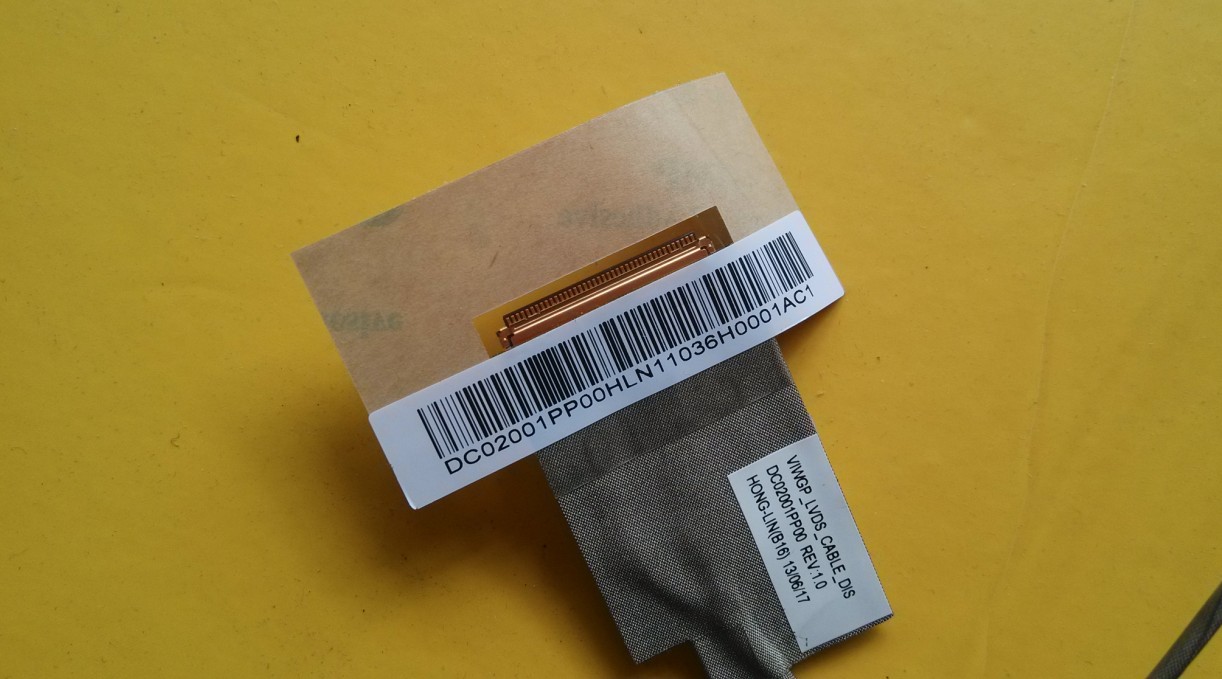 DC02001PP00HLN11036H0001AC1
VIWGP_LVDS_CABLE_DIS
DC02001PP00 REV:1.0
HONG-LIN(B16) 13/06/17